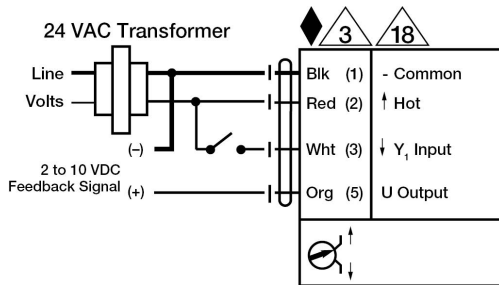 24 VAC Transformer
3
18
Line
Volts
Blk (1) - Common
Red (2) Hot
(–)
Wht (3) Y1 Input
2 to 10 VDC
Feedback Signal (+)
Org (5) U Output